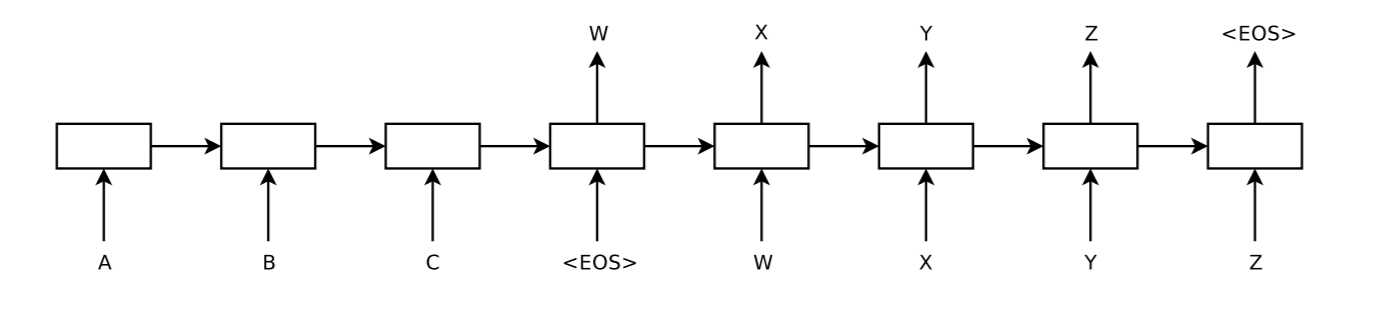 W X Y Z <EOS>
A B C <EOS> W X Y Z